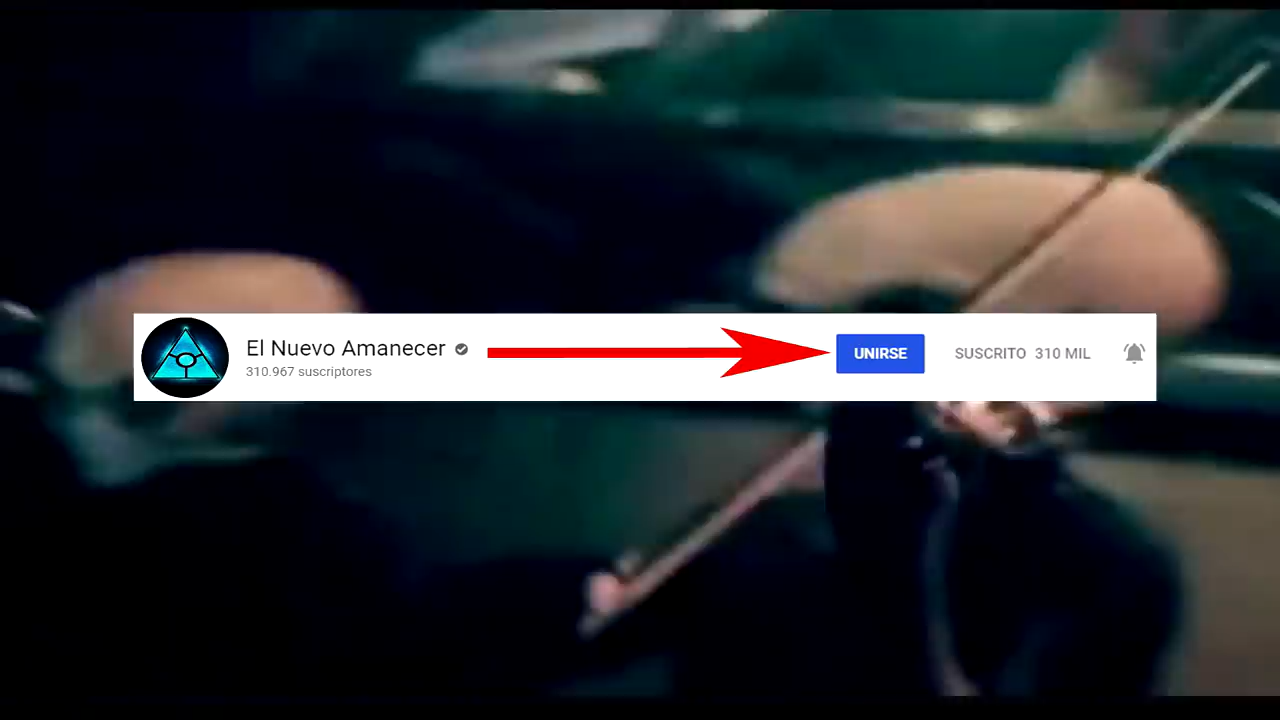 El Nuevo Amanecer
310.967 suscriptores
UNIRSE
SUSCRITO 310 MIL